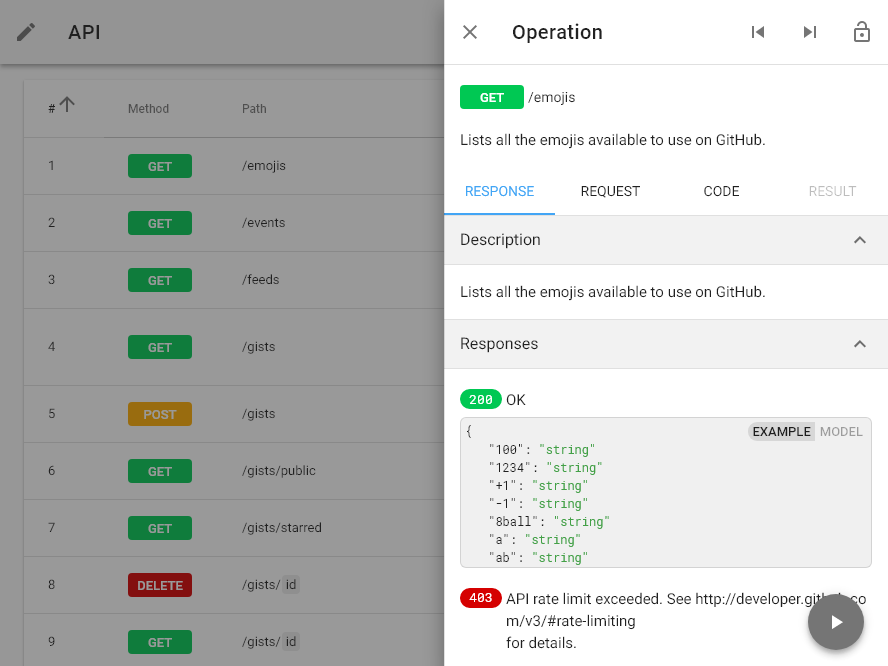 API
# Method Path
1 GET /emojis
2 GET /events
3 GET /feeds
4 GET /gists
5 POST /gists
6 GET /gists/public
7 GET /gists/starred
8 DELETE /gists/ id
9 GET /gists/ id
Operation
GET /emojis
Lists all the emojis available to use on GitHub.
RESPONSE REQUEST CODE RESULT
Description
Lists all the emojis available to use on GitHub.
Responses
200 OK
EXAMPLE MODEL
{
"100": "string"
"1234": "string"
"+1": "string"
"-1": "string"
"8ball": "string"
"a": "string"
"ab": "string"
403 API rate limit exceeded. See http://developer.github.co
m/v3/#rate-limiting
for details.